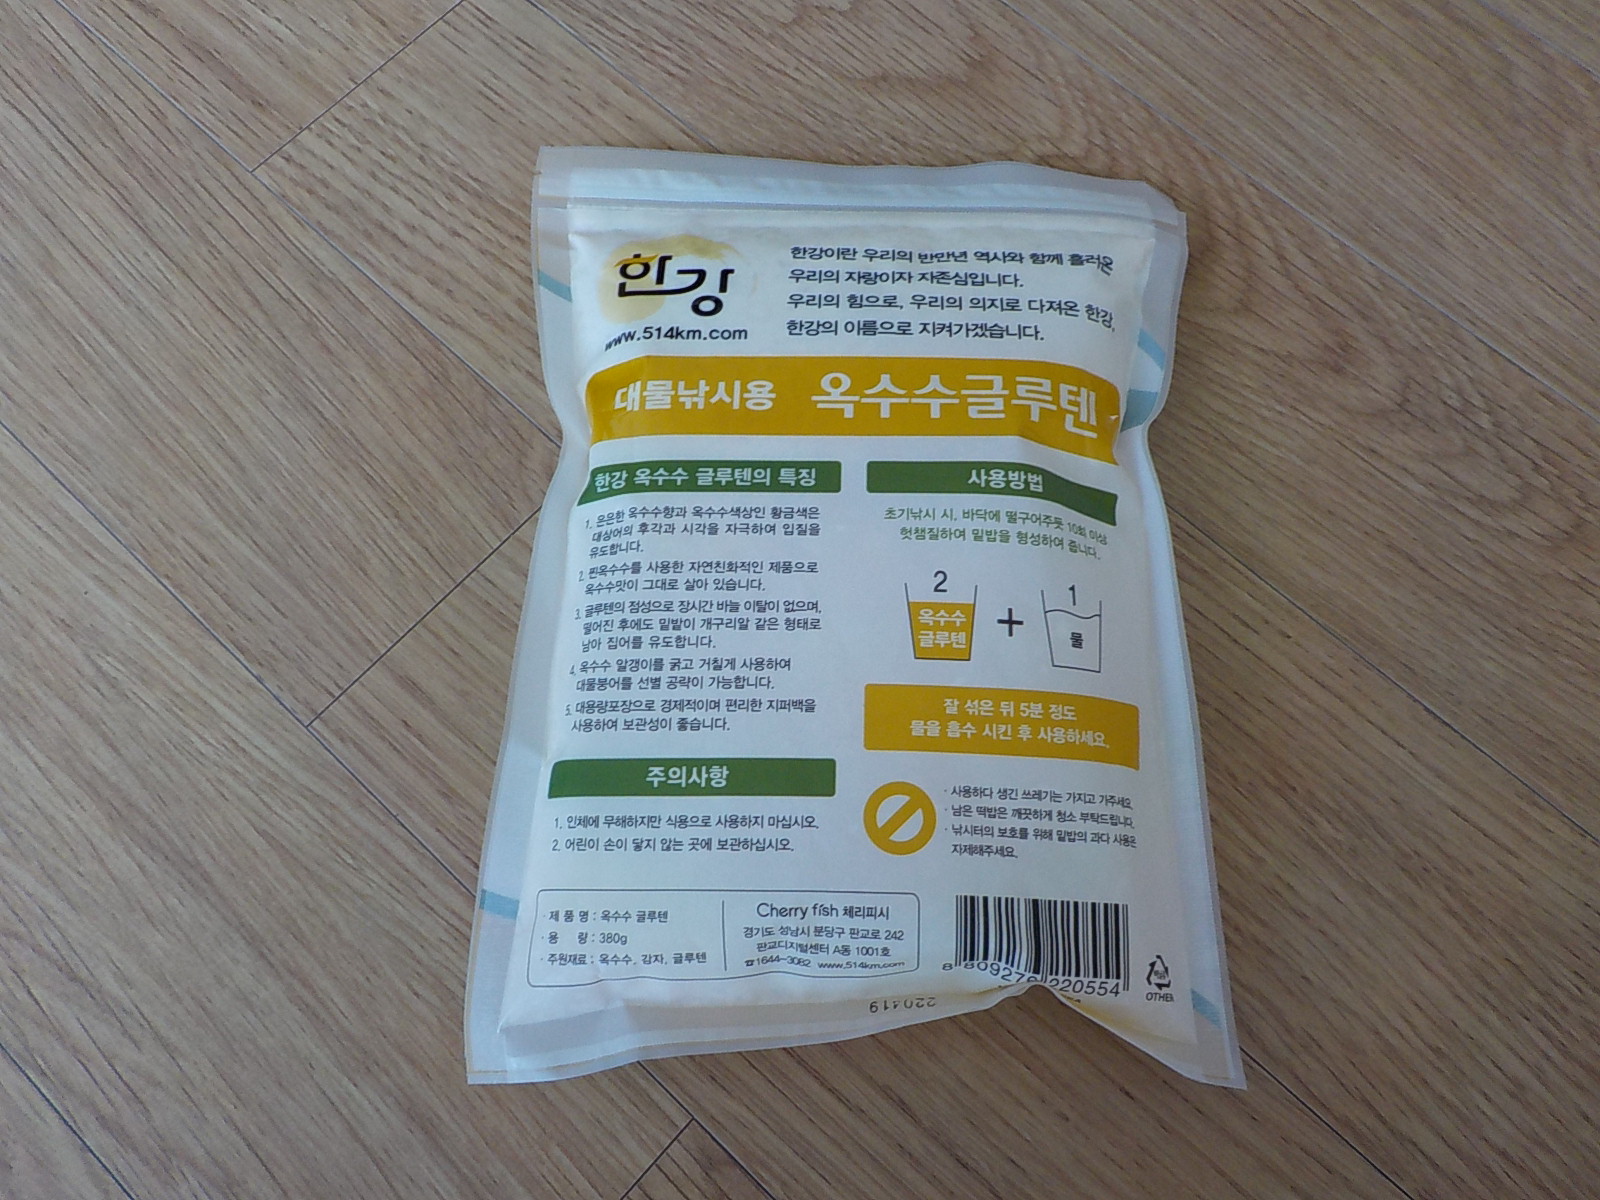 한강
www.514km.com
한강이란 우리의 반만년 역사와 함께 흘러온
우리의 자랑이자 자존심입니다.
우리의 힘으로, 우리의 의지로 다져온 한강,
한강의 이름으로 지켜가겠습니다.
대물낚시용 옥수수글루텐
한강 옥수수 글루텐의 특징
1. 은은한 옥수수향과 옥수수색상인 황금색은
대상어의 후각과 시각을 자극하여 입질을
유도합니다.
2. 찐옥수수를 사용한 자연친화적인 제품으로
옥수수맛이 그대로 살아 있습니다.
3. 글루텐의 점성으로 장시간 바늘 이탈이 없으며,
떨어진 후에도 밑밥이 개구리알 같은 형태로
남아 집어를 유도합니다.
4. 옥수수 알갱이를 굵고 거칠게 사용하여
대물붕어를 선별 공략이 가능합니다.
5. 대용량포장으로 경제적이며 편리한 지퍼백을
사용하여 보관성이 좋습니다.
주의사항
1. 인체에 무해하지만 식용으로 사용하지 마십시오.
2. 어린이 손이 닿지 않는 곳에 보관하십시오.
사용방법
초기낚시 시, 바닥에 떨구어주듯 10회 이상
헛챔질하여 밑밥을 형성하여 줍니다.
2
옥수수
글루텐
+
1
물
잘 섞은 뒤 5분 정도
물을 흡수 시킨 후 사용하세요.
· 사용하다 생긴 쓰레기는 가지고 가주세요.
· 남은 떡밥은 깨끗하게 청소 부탁드립니다.
· 낚시터의 보호를 위해 밑밥의 과다 사용은
자제해주세요.
· 제 품 명 : 옥수수 글루텐
· 용 량 : 380g
· 주원재료 : 옥수수, 감자, 글루텐
Cherry fish 체리피시
경기도 성남시 분당구 판교로 242
판교디지털센터 A동 1001호
☎1644-3082 www.514km.com
8 809276 220554
OTHER
220419